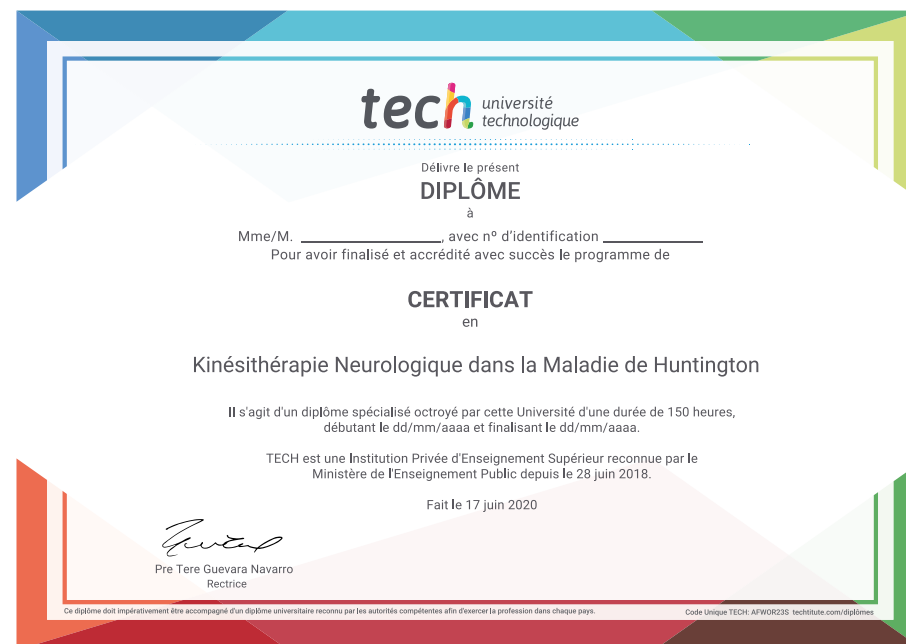 tech université
technologique
Délivre le présent
DIPLÔME
à
Mme/M. ____________________, avec nº d'identification ______________
Pour avoir finalisé et accrédité avec succès le programme de
CERTIFICAT
en
Kinésithérapie Neurologique dans la Maladie de Huntington
Il s'agit d'un diplôme spécialisé octroyé par cette Université d'une durée de 150 heures,
débutant le dd/mm/aaaa et finalisant le dd/mm/aaaa.
TECH est une Institution Privée d'Enseignement Supérieur reconnue par le
Ministère de l'Enseignement Public depuis le 28 juin 2018.
Fait le 17 juin 2020
Pre Tere Guevara Navarro
Rectrice
Ce diplôme doit impérativement être accompagné d'un diplôme universitaire reconnu par les autorités compétentes afin d'exercer la profession dans chaque pays.
Code Unique TECH: AFWOR23S techtitute.com/diplômes